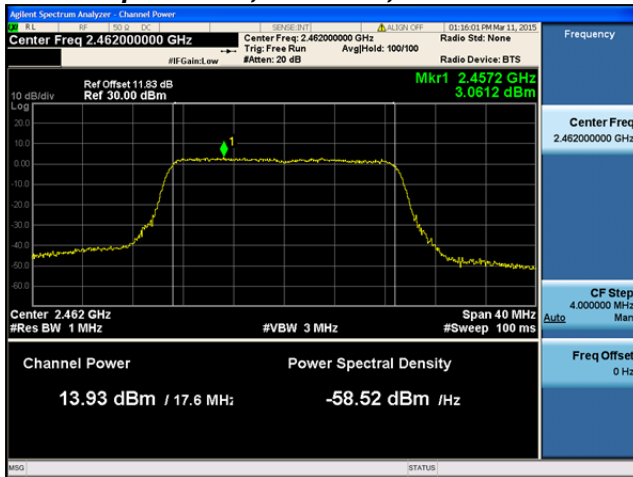 Agilent Spectrum Analyzer - Channel Power
RL RF 50 Ω DC SENSE:INT ALIGN OFF 01:16:01 PM Mar 11, 2015
Center Freq 2.462000000 GHz Center Freq: 2.462000000 GHz Radio Std: None
Trig: Free Run Avg|Hold: 100/100
#IFGain:Low #Atten: 20 dB Radio Device: BTS
Frequency
Ref Offset 11.83 dB Mkr1 2.4572 GHz
10 dB/div Ref 30.00 dBm 3.0612 dBm
Log
20.0
10.0
0.00
-10.0
-20.0
-30.0
-40.0
-50.0
-60.0
1
Center Freq
2.462000000 GHz
Center 2.462 GHz Span 40 MHz
#Res BW 1 MHz #VBW 3 MHz #Sweep 100 ms
CF Step
4.000000 MHz
Auto Man
Channel Power Power Spectral Density
13.93 dBm / 17.6 MHz -58.52 dBm /Hz
Freq Offset
0 Hz
MSG STATUS